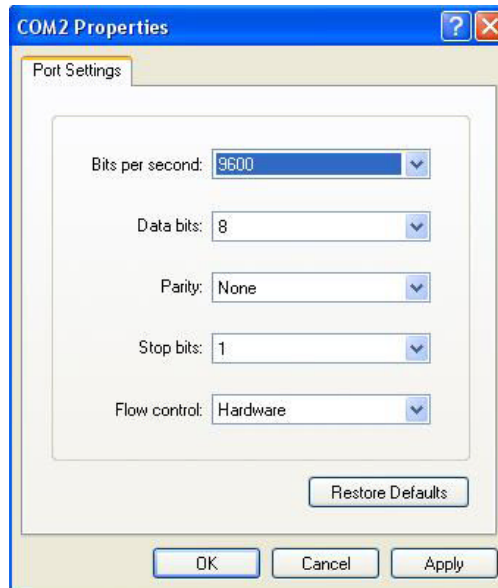 COM2 Properties
Port Settings
Bits per second: 9600
Data bits: 8
Parity: None
Stop bits: 1
Flow control: Hardware
Restore Defaults
OK Cancel Apply